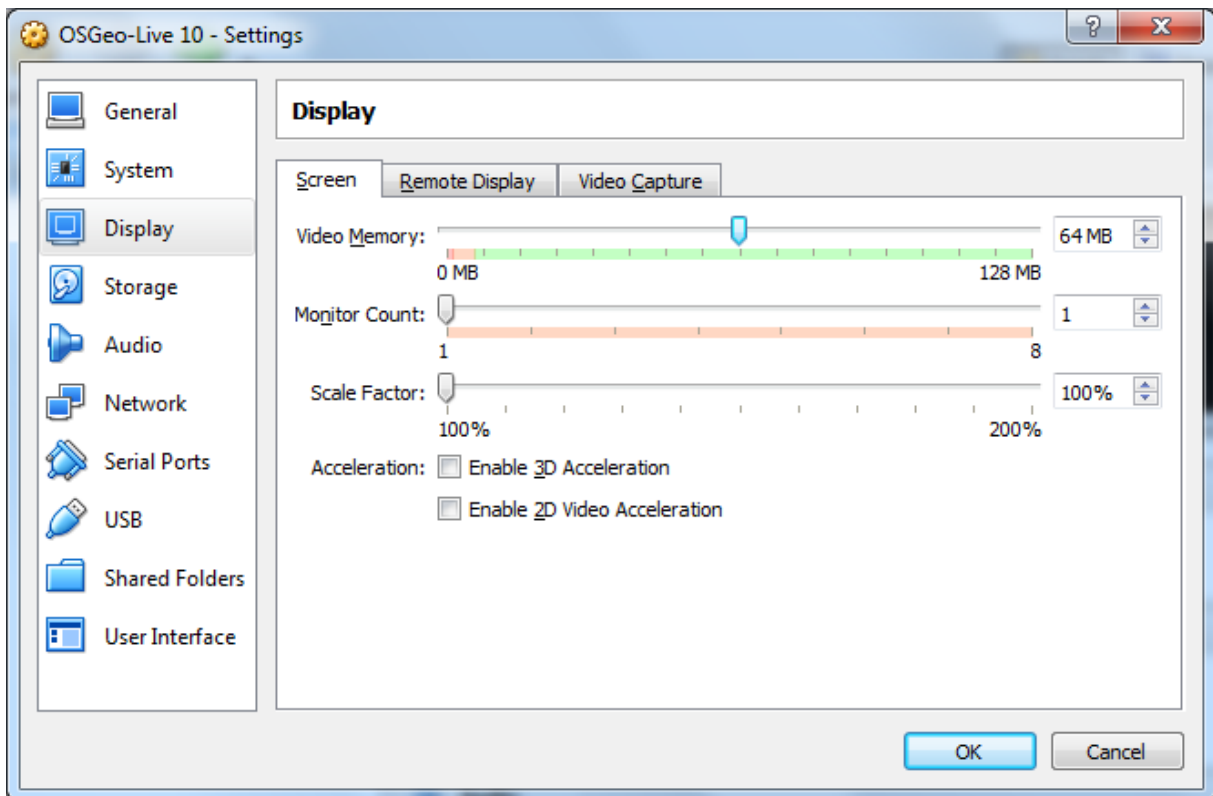 OSGeo-Live 10 - Settings
General
System
Display
Storage
Audio
Network
Serial Ports
USB
Shared Folders
User Interface
Display
Screen Remote Display Video Capture
Video Memory: 64 MB
0 MB 128 MB
Monitor Count: 1
1 8
Scale Factor: 100%
100% 200%
Acceleration: Enable 3D Acceleration
Enable 2D Video Acceleration
OK Cancel